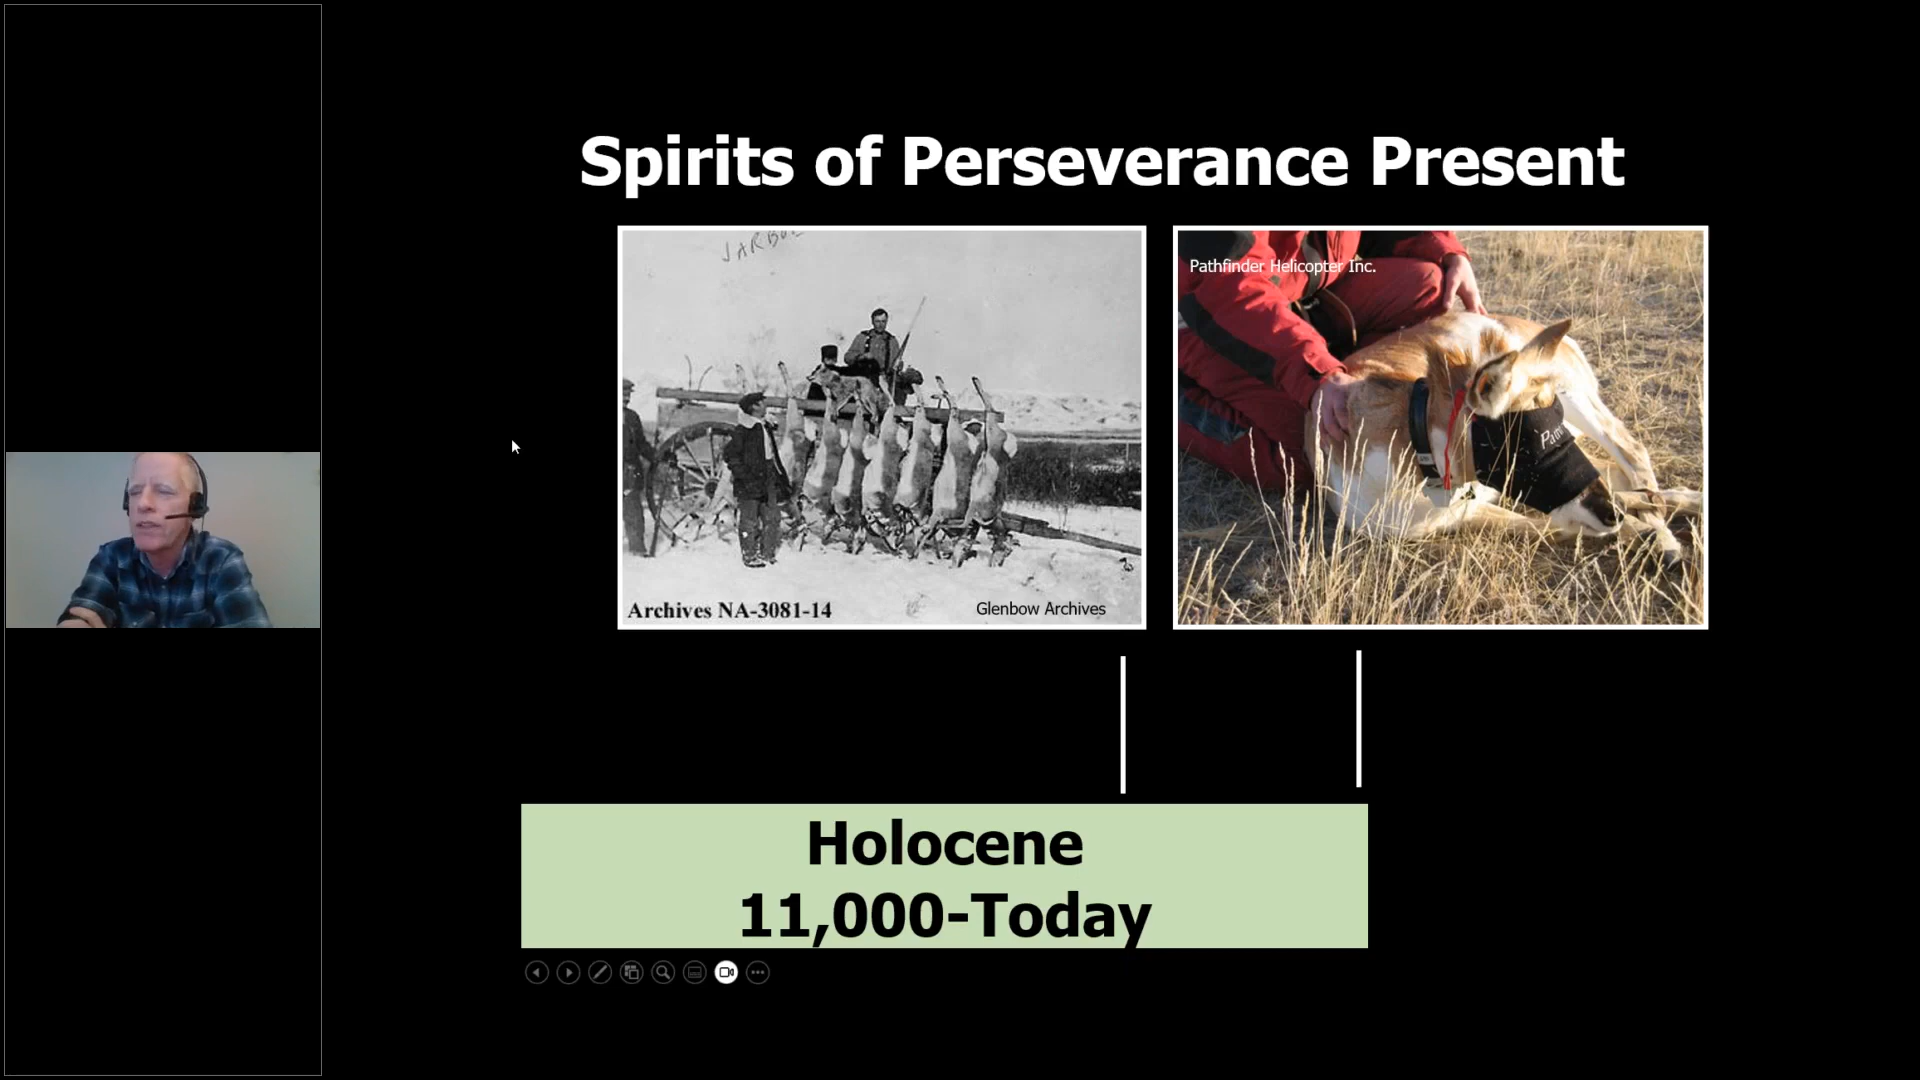 Spirits of Perseverance Present
Pathfinder Helicopter Inc.
Archives NA-3081-14
Glenbow Archives
Holocene
11,000-Today